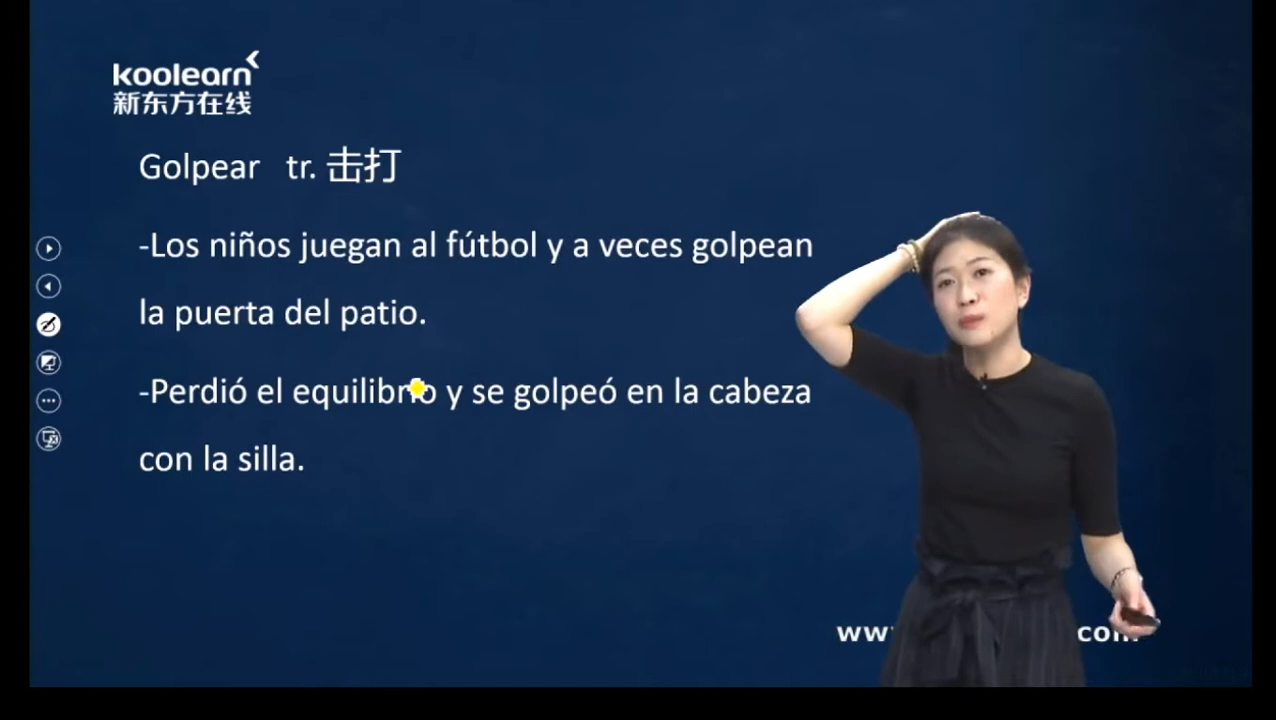 koolearn
新东方在线
Golpear tr. 击打
-Los niños juegan al fútbol y a veces golpean
la puerta del patio.
-Perdió el equilibrio y se golpeó en la cabeza
con la silla.